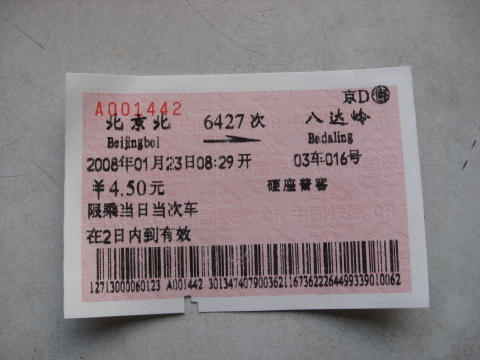 京D售
A001442
北京北 6427次 八达岭
Beijingbei Badaling
2008年01月23日08:29开 03车016号
¥4.50元 硬座普客
限乘当日当次车
在2日内到有效
12713000060123 A001442 30134740790036211673622264499339010062